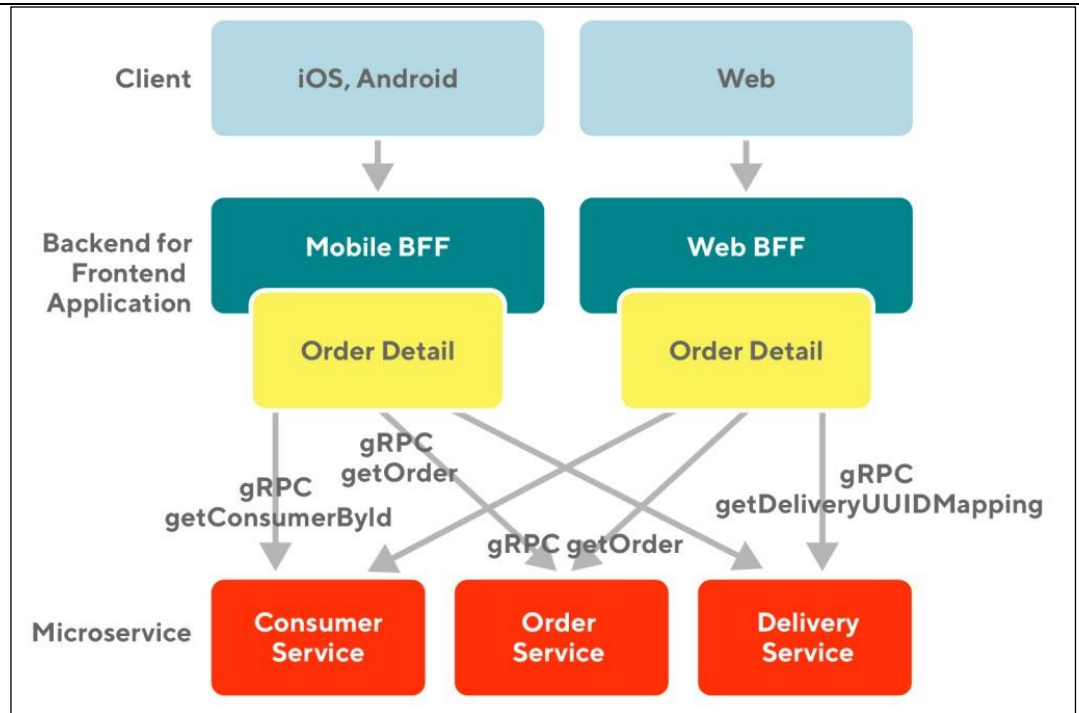 Client
iOS, Android
Web
Backend for
Frontend
Application
Mobile BFF
Web BFF
Order Detail
Order Detail
gRPC
getOrder
gRPC
getConsumerById
gRPC
getDeliveryUUIDMapping
gRPC getOrder
Microservice
Consumer
Service
Order
Service
Delivery
Service